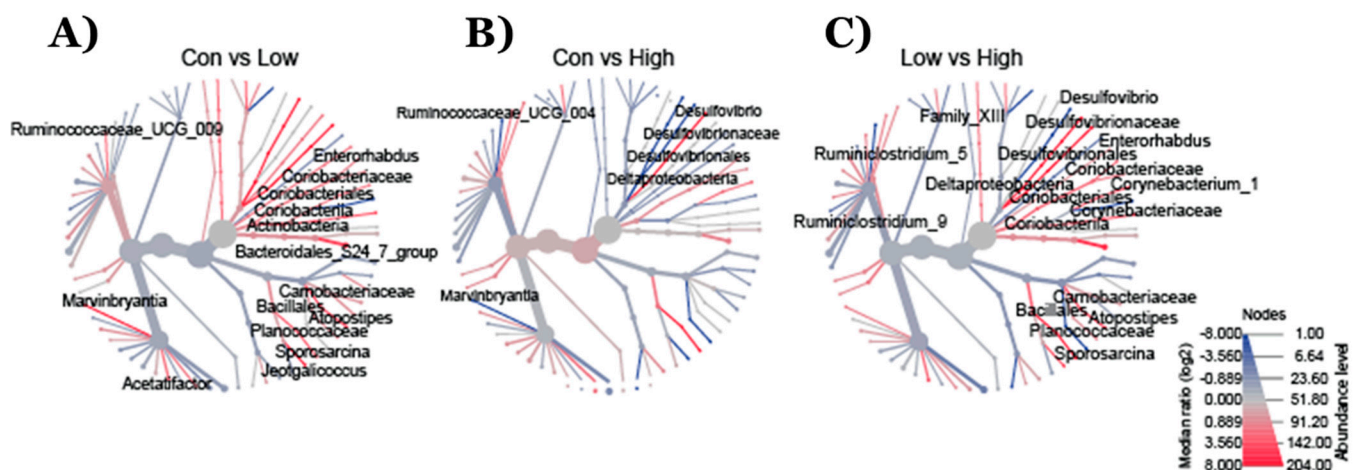 A)
Con vs Low
Ruminococcaceae_UCG_009
Enterorhabdus
Coriobacteriaceae
Coriobacteriales
Coriobacteriia
Actinobacteria
Bacteroidales_S24_7_group
Marvinbryantia
Carnobacteriaceae
Bacillales
Atopostipes
Planococcaceae
Sporosarcina
Jeotgalicoccus
Acetatifactor
B)
Con vs High
Ruminococcaceae_UCG_004
Desulfovibrio
Desulfovibrionaceae
Desulfovibrionales
Deltaproteobacteria
Marvinbryantia
C)
Low vs High
Desulfovibrio
Family_XIII
Desulfovibrionaceae
Enterorhabdus
Ruminiclostridium_5
Desulfovibrionales
Coriobacteriaceae
Deltaproteobacteria
Corynebacterium_1
Coriobacteriales
Corynebacteriaceae
Ruminiclostridium_9
Coriobacteriia
Carnobacteriaceae
Bacillales
Atopostipes
Planococcaceae
Sporosarcina
Nodes
-8.000 1.00
-3.560 6.64
-0.889 23.60
0.000 51.80
0.889 91.20
3.560 142.00
8.000 204.00
Median ratio (log2)
Abundance level